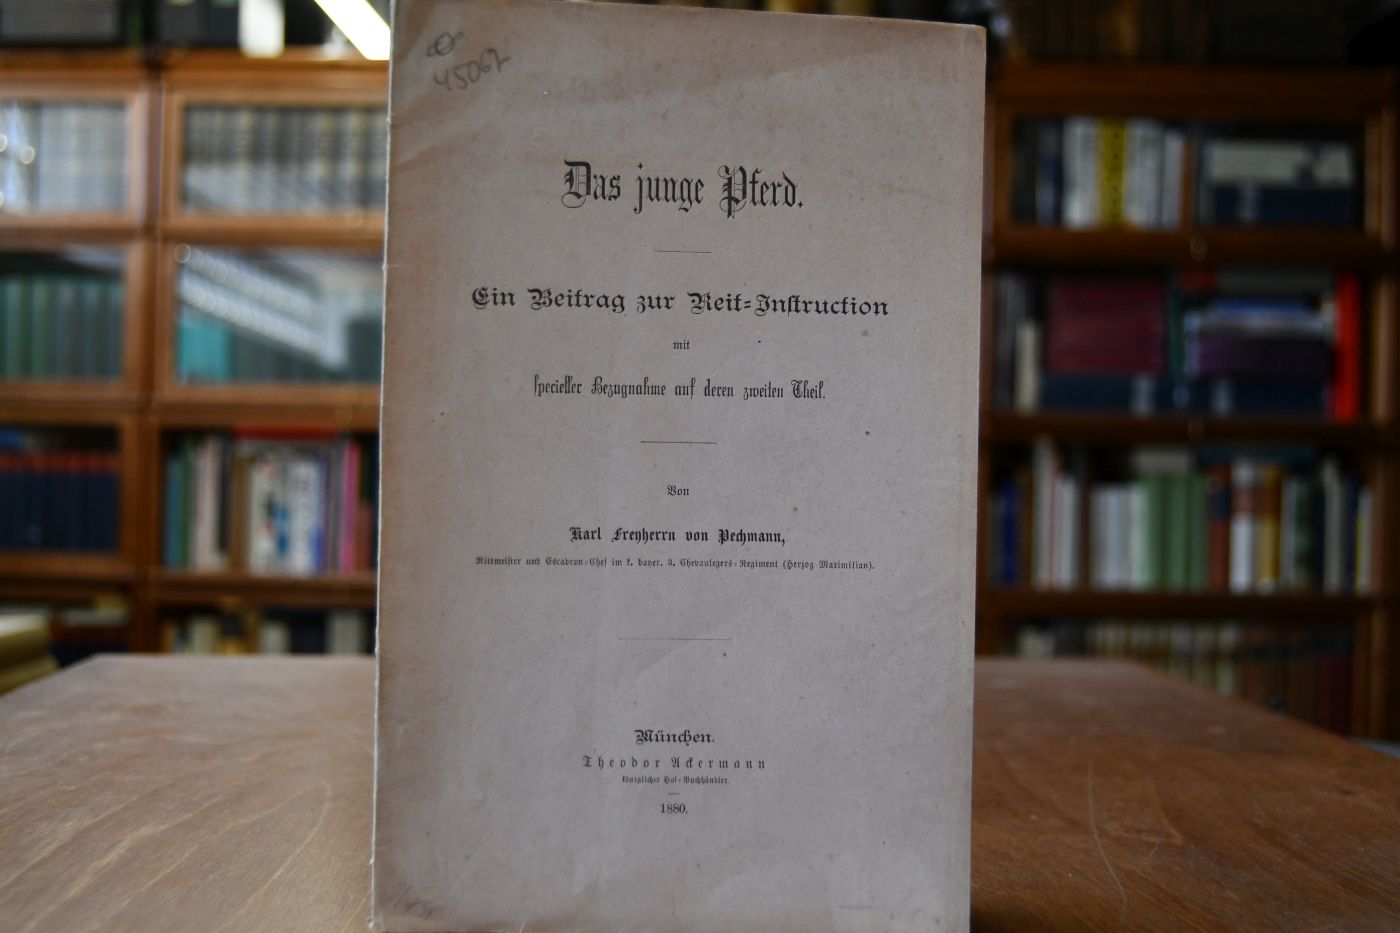 45067
Das junge Pferd.
Ein Beitrag zur Reit-Instruction
mit
specieller Bezugnahme auf deren zweiten Theil.
Von
Karl Freyherrn von Pechmann,
Rittmeister und Escadron-Chef im k. bayer. 3. Chevaulegers-Regiment (Herzog Maximilian).
München.
Theodor Ackermann
Königlicher Hof-Buchhändler.
1880.